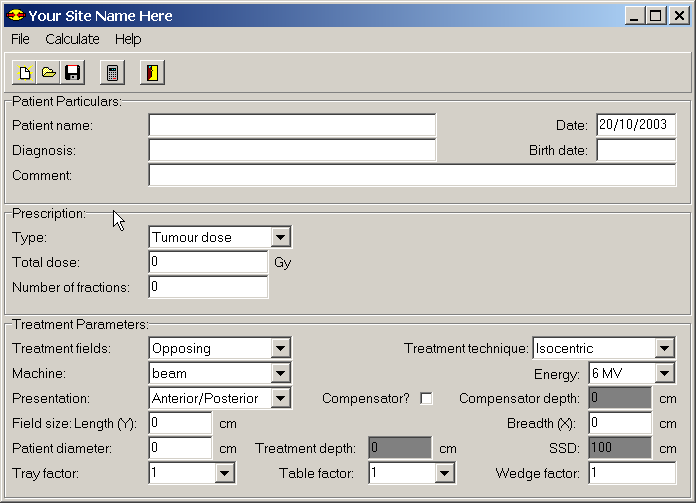 Your Site Name Here
File Calculate Help
Patient Particulars:
Patient name: Date: 20/10/2003
Diagnosis: Birth date:
Comment:
Prescription:
Type: Tumour dose
Total dose: 0 Gy
Number of fractions: 0
Treatment Parameters:
Treatment fields: Opposing Treatment technique: Isocentric
Machine: beam Energy: 6 MV
Presentation: Anterior/Posterior Compensator? Compensator depth: 0 cm
Field size: Length (Y): 0 cm Breadth (X): 0 cm
Patient diameter: 0 cm Treatment depth: 0 cm SSD: 100 cm
Tray factor: 1 Table factor: 1 Wedge factor: 1